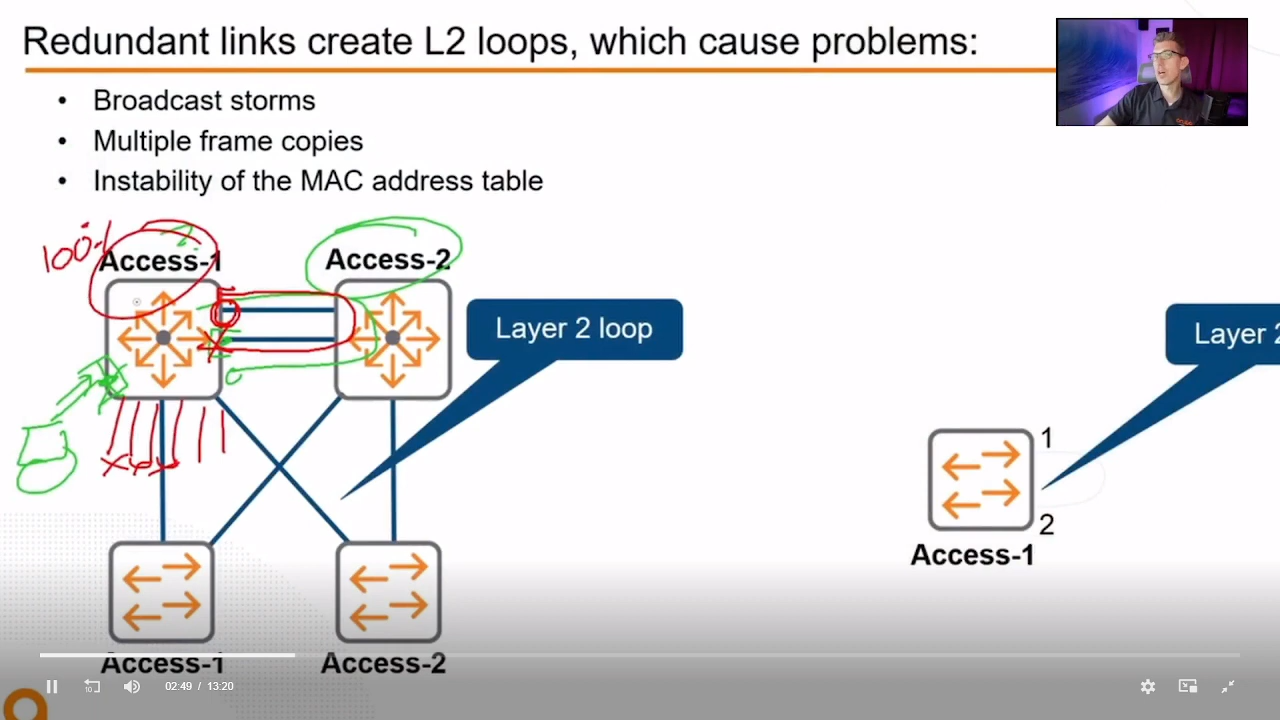 Redundant links create L2 loops, which cause problems:
• Broadcast storms
• Multiple frame copies
• Instability of the MAC address table
100%
Access-1
Access-2
Layer 2 loop
Layer 2
1
2
Access-1
Access-1
Access-2
10
02:49 / 13:20